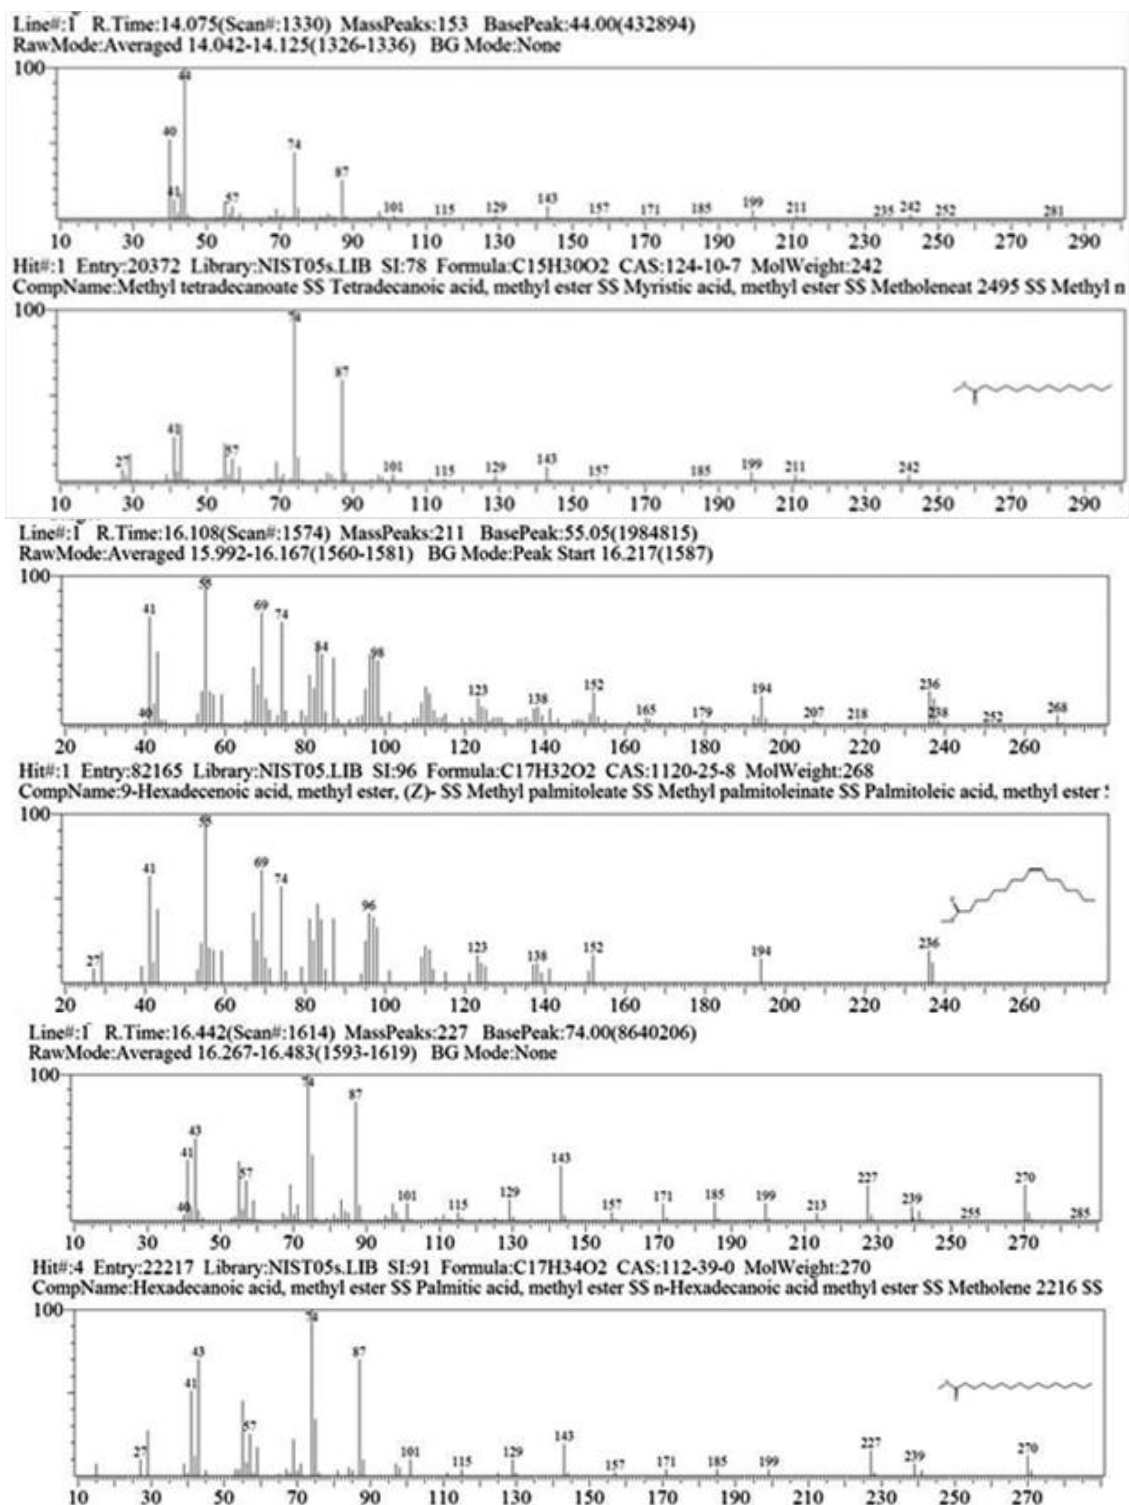 Line#:1 R.Time:14.075(Scan#:1330) MassPeaks:153 BasePeak:44.00(432894)
RawMode:Averaged 14.042-14.125(1326-1336) BG Mode:None
100
44
40
74
87
41 57 101 115 129 143 157 171 185 199 211 235 242 252 281
10 30 50 70 90 110 130 150 170 190 210 230 250 270 290
Hit#:1 Entry:20372 Library:NIST05s.LIB SI:78 Formula:C15H30O2 CAS:124-10-7 MolWeight:242
CompName:Methyl tetradecanoate SS Tetradecanoic acid, methyl ester SS Myristic acid, methyl ester SS Metholeneat 2495 SS Methyl n
100
74
87
41
27 57 101 115 129 143 157 185 199 211 242
10 30 50 70 90 110 130 150 170 190 210 230 250 270 290
Line#:1 R.Time:16.108(Scan#:1574) MassPeaks:211 BasePeak:55.05(1984815)
RawMode:Averaged 15.992-16.167(1560-1581) BG Mode:Peak Start 16.217(1587)
100
55
41 69 74
84 98
40 123 138 152 165 179 194 207 218 236 238 252 268
20 40 60 80 100 120 140 160 180 200 220 240 260
Hit#:1 Entry:82165 Library:NIST05.LIB SI:96 Formula:C17H32O2 CAS:1120-25-8 MolWeight:268
CompName:9-Hexadecenoic acid, methyl ester, (Z)- SS Methyl palmitoleate SS Methyl palmitoleinate SS Palmitoleic acid, methyl ester
100
55
41 69 74
96
27 123 138 152 194 236
20 40 60 80 100 120 140 160 180 200 220 240 260
Line#:1 R.Time:16.442(Scan#:1614) MassPeaks:227 BasePeak:74.00(8640206)
RawMode:Averaged 16.267-16.483(1593-1619) BG Mode:None
100
74
87
43
41 57 143
40 101 115 129 157 171 185 199 213 227 239 255 270 285
10 30 50 70 90 110 130 150 170 190 210 230 250 270
Hit#:4 Entry:22217 Library:NIST05s.LIB SI:91 Formula:C17H34O2 CAS:112-39-0 MolWeight:270
CompName:Hexadecanoic acid, methyl ester SS Palmitic acid, methyl ester SS n-Hexadecanoic acid methyl ester SS Metholene 2216 SS
100
74
43 87
41
27 57 101 115 129 143 157 171 185 199 227 239 270
10 30 50 70 90 110 130 150 170 190 210 230 250 270